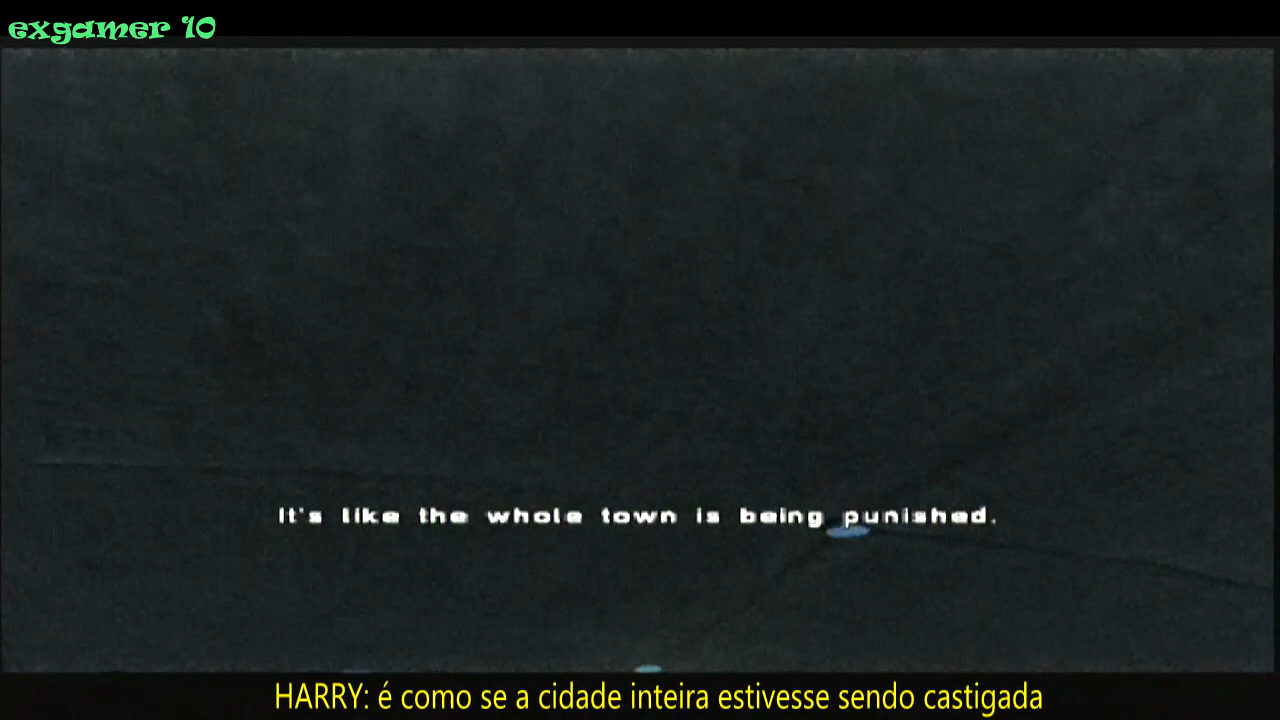 exgamer '10
It's like the whole town is being punished.
HARRY: é como se a cidade inteira estivesse sendo castigada